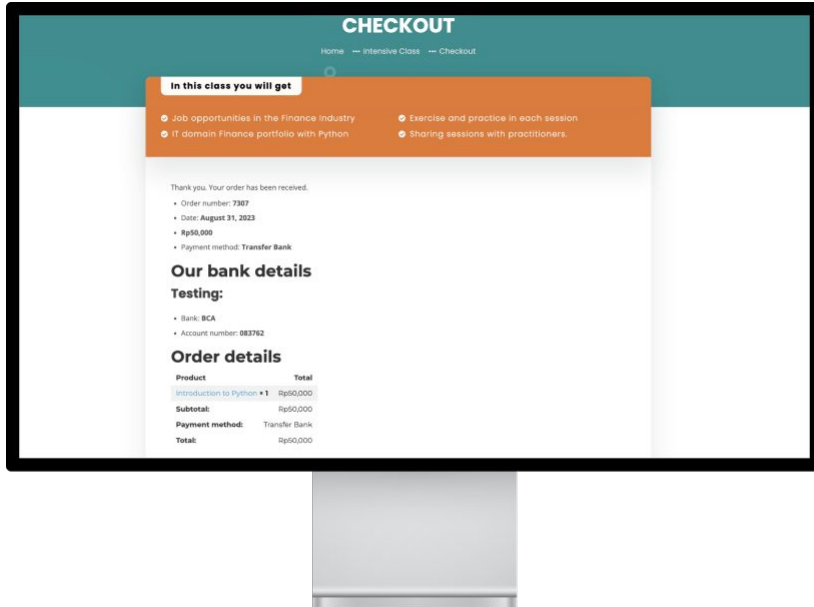 CHECKOUT
Home ••• Intensive Class ••• Checkout
In this class you will get
Job opportunities in the Finance Industry
Exercise and practice in each session
IT domain Finance portfolio with Python
Sharing sessions with practitioners.
Thank you. Your order has been received.
• Order number: 7307
• Date: August 31, 2023
• Rp50,000
• Payment method: Transfer Bank
Our bank details
Testing:
• Bank: BCA
• Account number: 083762
Order details
Product Total
Introduction to Python × 1 Rp50,000
Subtotal: Rp50,000
Payment method: Transfer Bank
Total: Rp50,000